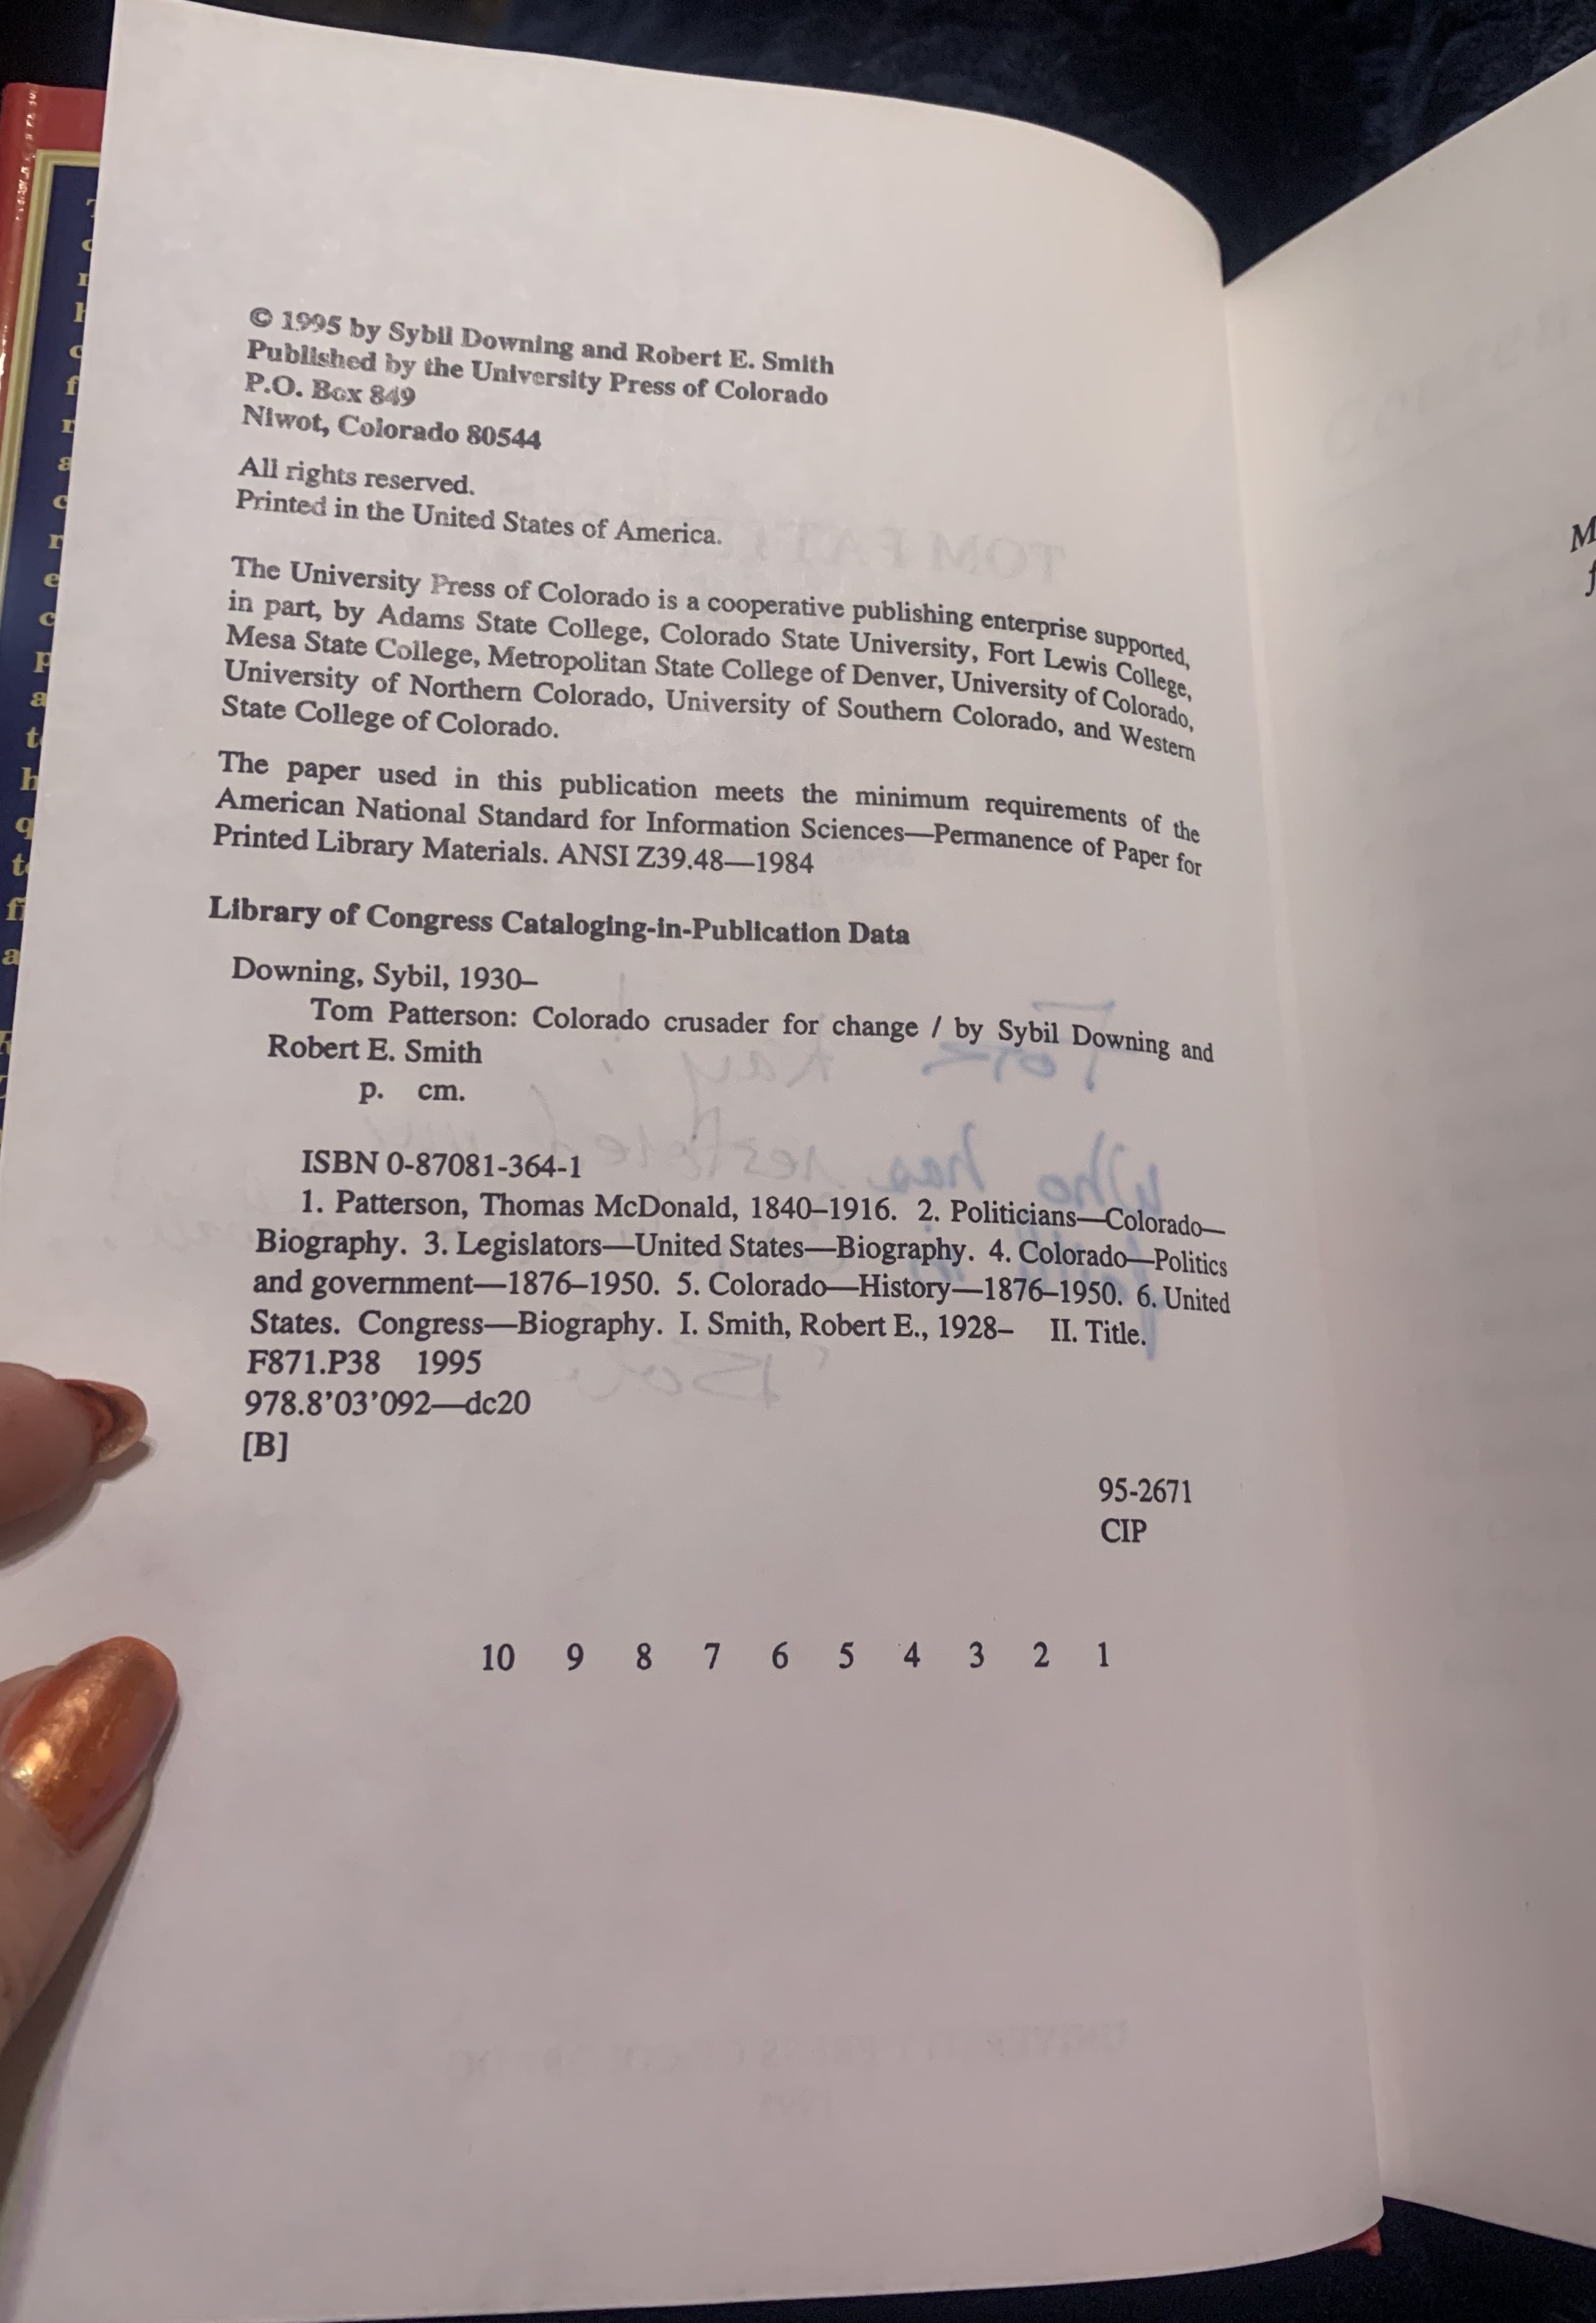 © 1995 by Sybil Downing and Robert E. Smith
Published by the University Press of Colorado
P.O. Box 849
Niwot, Colorado 80544
All rights reserved.
Printed in the United States of America.
The University Press of Colorado is a cooperative publishing enterprise supported,
in part, by Adams State College, Colorado State University, Fort Lewis College,
Mesa State College, Metropolitan State College of Denver, University of Colorado,
University of Northern Colorado, University of Southern Colorado, and Western
State College of Colorado.
The paper used in this publication meets the minimum requirements of the
American National Standard for Information Sciences—Permanence of Paper for
Printed Library Materials. ANSI Z39.48—1984
Library of Congress Cataloging-in-Publication Data
Downing, Sybil, 1930–
Tom Patterson: Colorado crusader for change / by Sybil Downing and
Robert E. Smith
p. cm.
ISBN 0-87081-364-1
1. Patterson, Thomas McDonald, 1840–1916. 2. Politicians—Colorado—
Biography. 3. Legislators—United States—Biography. 4. Colorado—Politics
and government—1876–1950. 5. Colorado—History—1876–1950. 6. United
States. Congress—Biography. I. Smith, Robert E., 1928– II. Title.
F871.P38 1995
978.8’03’092—dc20
[B]
95-2671
CIP
10 9 8 7 6 5 4 3 2 1